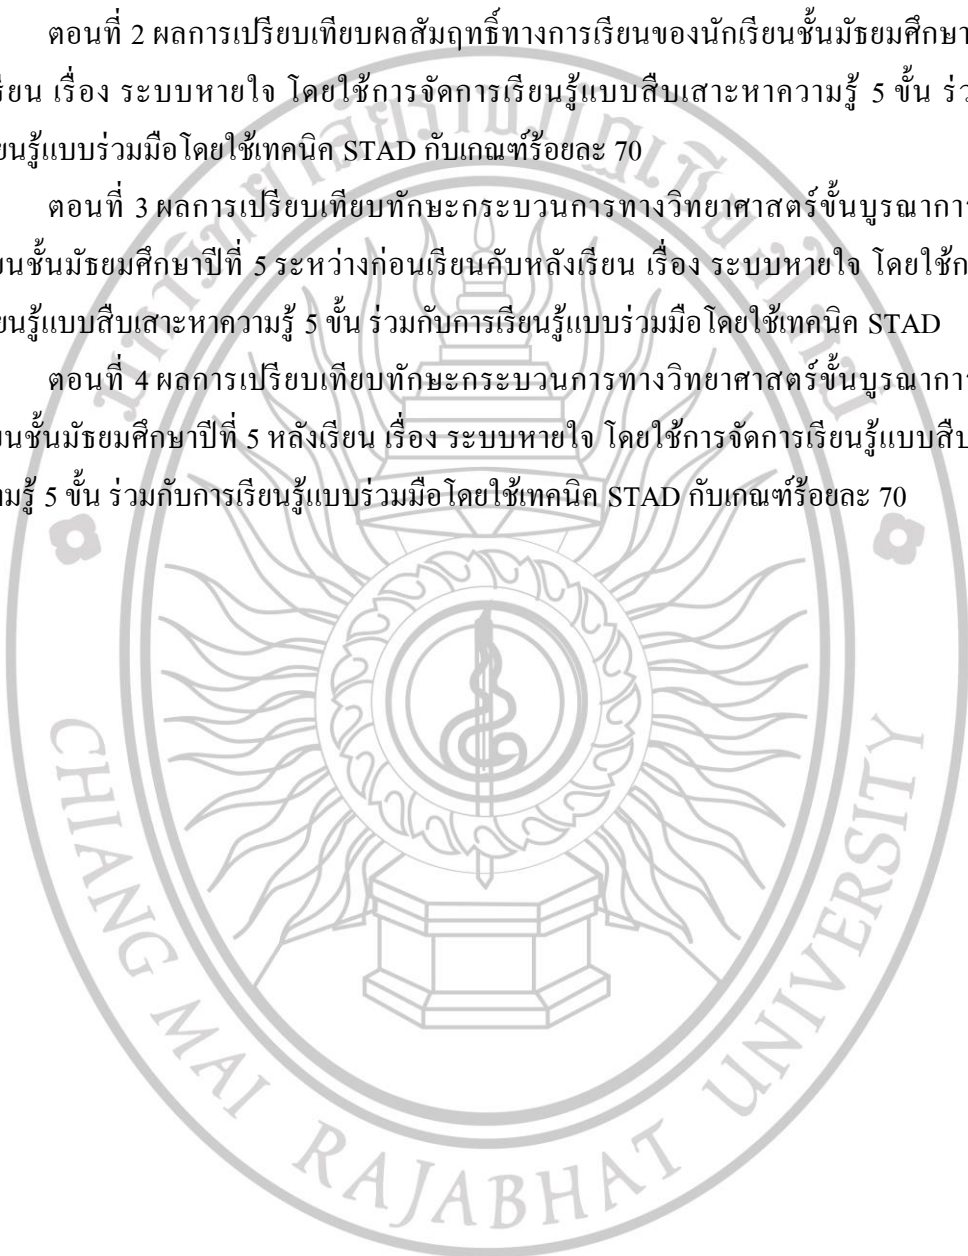 ตอนที่ 2 ผลการเปรียบเทียบผลสัมฤทธิ์ทางการเรียนของนักเรียนชั้นมัธยมศึกษา
เรียน เรื่อง ระบบหายใจ โดยใช้การจัดการเรียนรู้แบบสืบเสาะหาความรู้ 5 ขั้น
รู้แบบร่วมมือโดยใช้เทคนิค STAD กับเกณฑ์ร้อยละ 70
ตอนที่ 3 ผลการเปรียบเทียบทักษะกระบวนการทางวิทยาศาสตร์ขั้นบูรณาการ
ชั้นมัธยมศึกษาปีที่ 5 ระหว่างก่อนเรียนกับหลังเรียน เรื่อง ระบบหายใจ โดยใช้
รู้แบบสืบเสาะหาความรู้ 5 ขั้น ร่วมกับการเรียนรู้แบบร่วมมือโดยใช้เทคนิค STAD
ตอนที่ 4 ผลการเปรียบเทียบทักษะกระบวนการทางวิทยาศาสตร์ขั้นบูรณาการ
ชั้นมัธยมศึกษาปีที่ 5 หลังเรียน เรื่อง ระบบหายใจ โดยใช้การจัดการเรียนรู้แบบสืบ
รู้ 5 ขั้น ร่วมกับการเรียนรู้แบบร่วมมือโดยใช้เทคนิค STAD กับเกณฑ์ร้อยละ 70
มหาวิทยาลัยราชภัฏเชียงใหม่
CHIANG MAI RAJABHAT UNIVERSITY